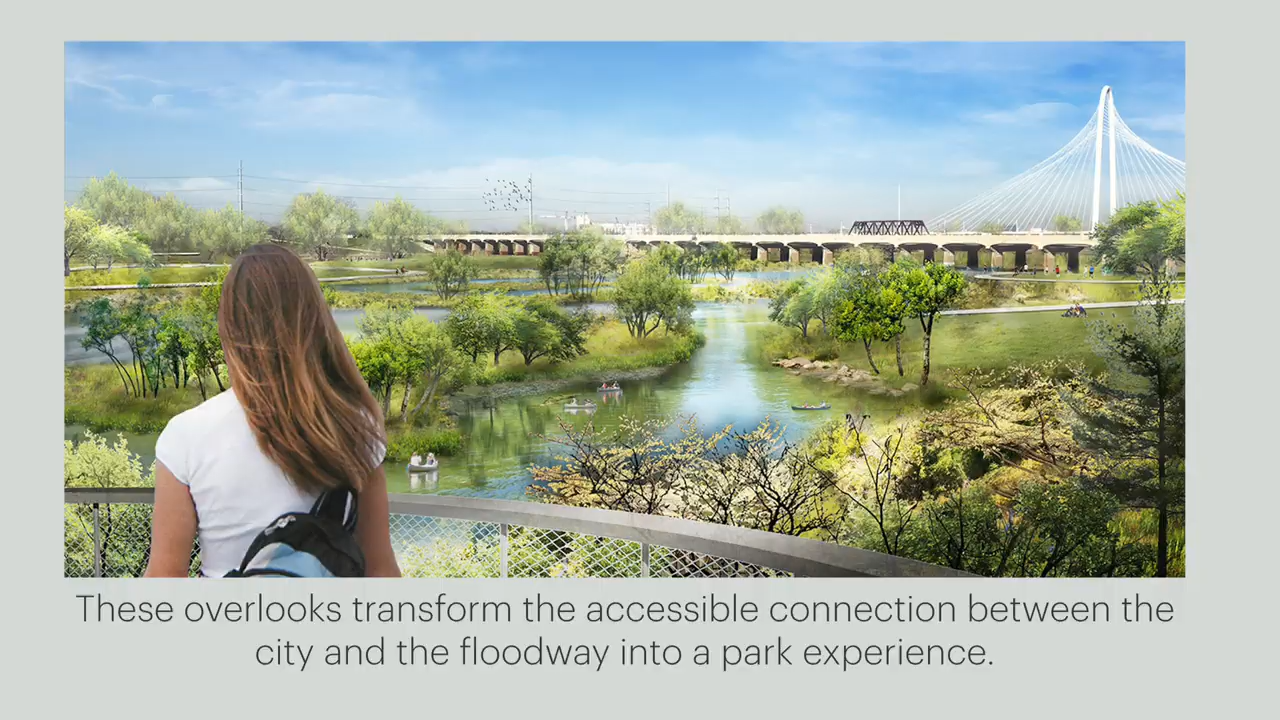 These overlooks transform the accessible connection between the
city and the floodway into a park experience.